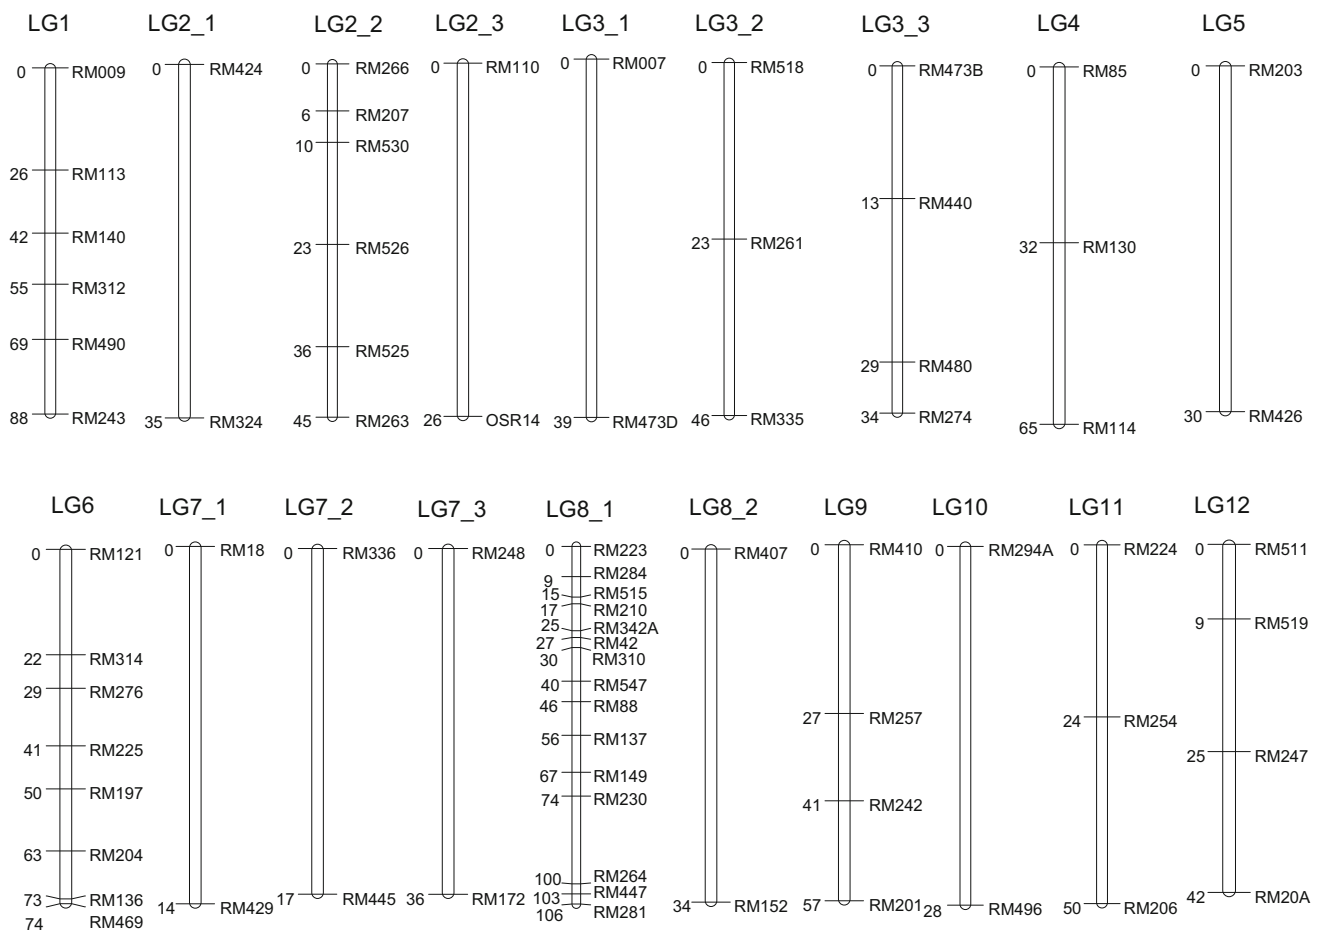 LG1 LG2_1 LG2_2 LG2_3 LG3_1 LG3_2 LG3_3 LG4 LG5
0 RM009
26 RM113
42 RM140
55 RM312
69 RM490
88 RM243
0 RM424
35 RM324
0 RM266
6 RM207
10 RM530
23 RM526
36 RM525
45 RM263
0 RM110
26 OSR14
0 RM007
39 RM473D
0 RM518
23 RM261
46 RM335
0 RM473B
13 RM440
29 RM480
34 RM274
0 RM85
32 RM130
65 RM114
0 RM203
30 RM426
LG6 LG7_1 LG7_2 LG7_3 LG8_1 LG8_2 LG9 LG10 LG11 LG12
0 RM121
22 RM314
29 RM276
41 RM225
50 RM197
63 RM204
73 RM136
74 RM469
0 RM18
14 RM429
0 RM336
17 RM445
0 RM248
36 RM172
0 RM223
9 RM284
15 RM515
17 RM210
25 RM342A
27 RM42
30 RM310
40 RM547
46 RM88
56 RM137
67 RM149
74 RM230
100 RM264
103 RM447
106 RM281
0 RM407
34 RM152
0 RM410
27 RM257
41 RM242
57 RM201
0 RM294A
28 RM496
0 RM224
24 RM254
50 RM206
0 RM511
9 RM519
25 RM247
42 RM20A